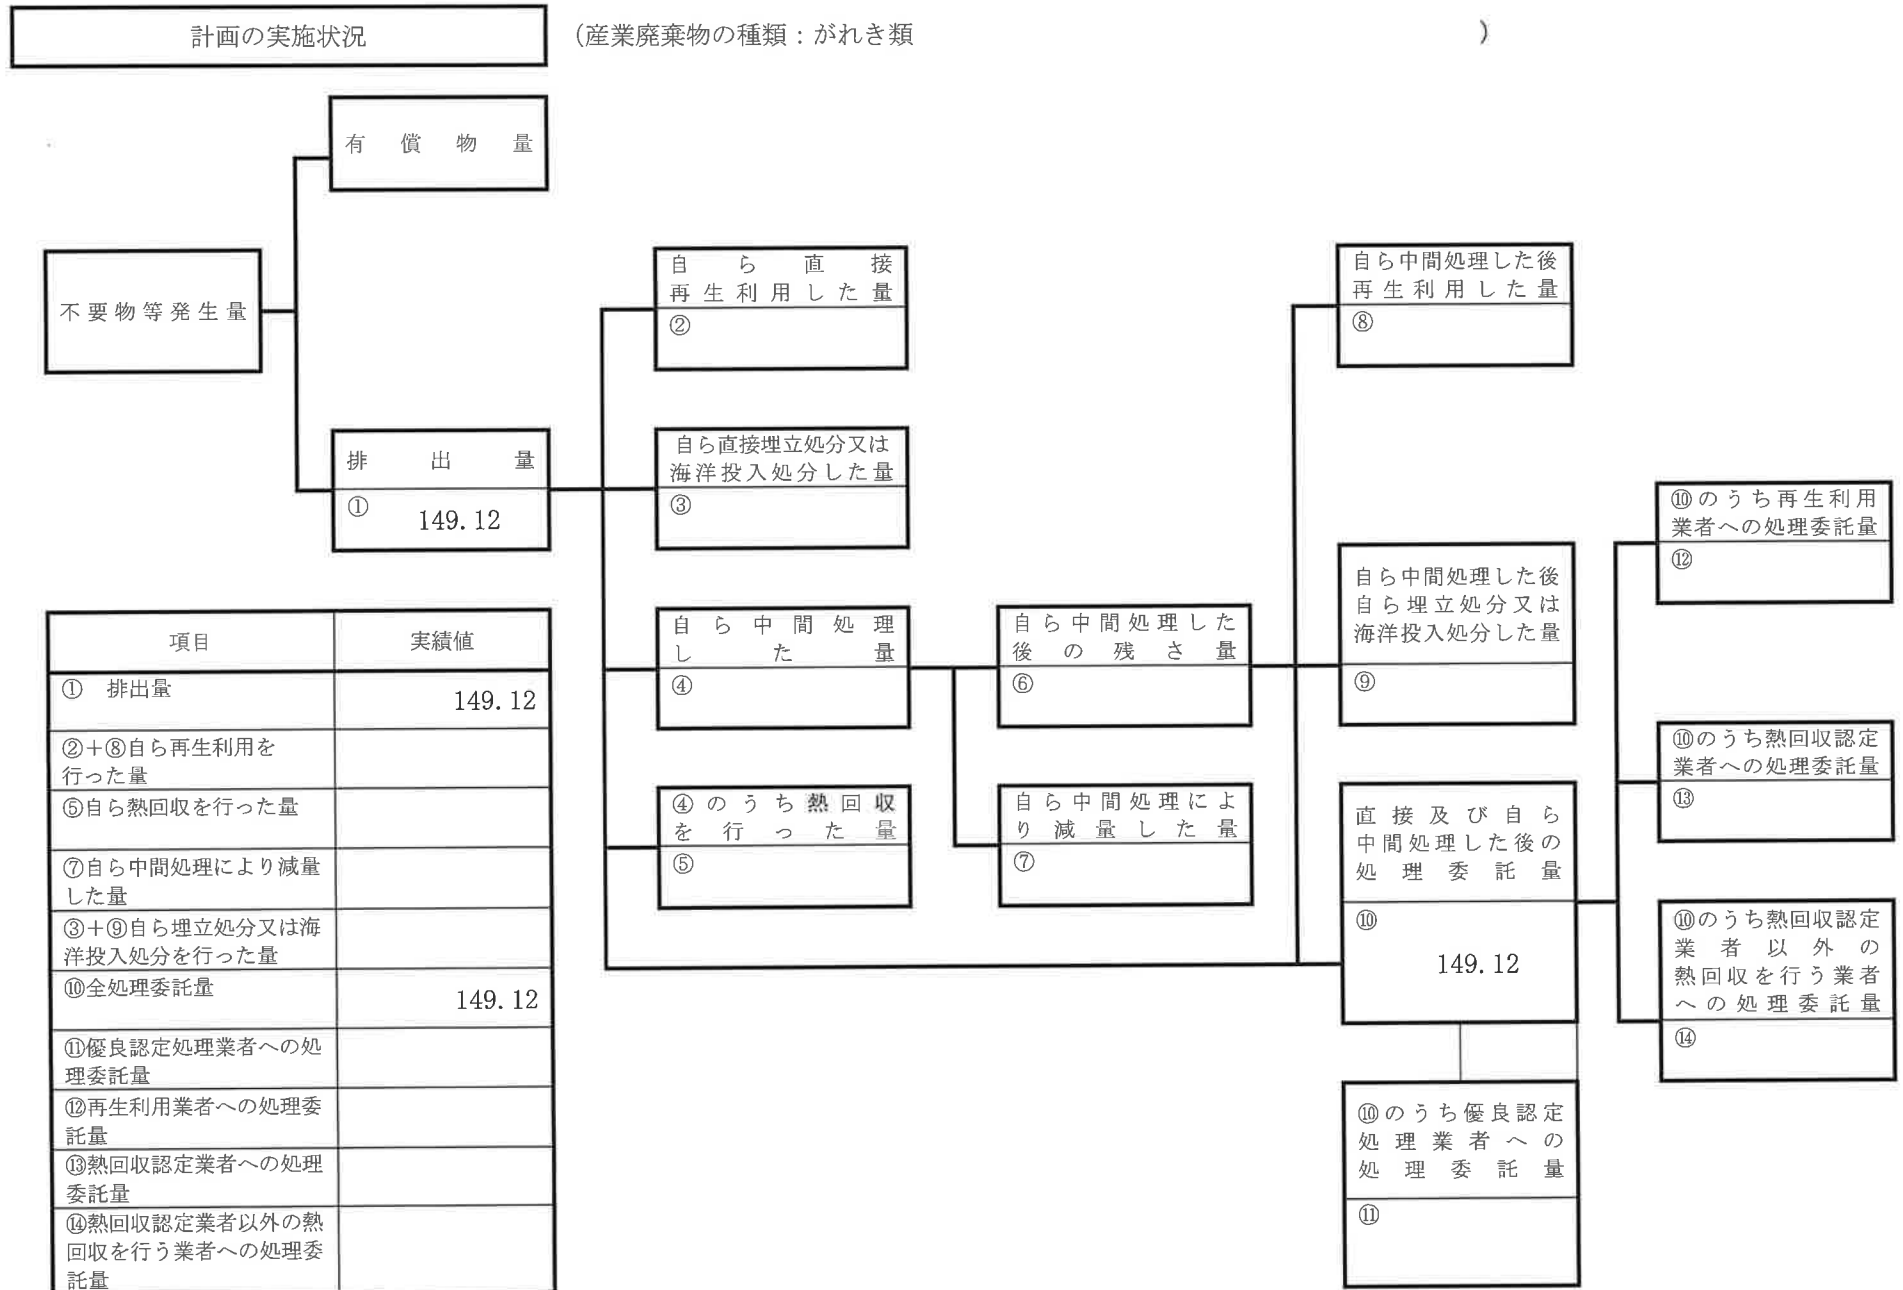 計画の実施状況
(産業廃棄物の種類：がれき類 )
有償物量
不要物等発生量
排出量
① 149.12
自ら直接
再生利用した量
②
自ら直接埋立処分又は
海洋投入処分した量
③
自ら中間処理
した量
④
④のうち熱回収
を行った量
⑤
自ら中間処理した
後の残さ量
⑥
自ら中間処理によ
り減量した量
⑦
自ら中間処理した後
再生利用した量
⑧
自ら中間処理した後
自ら埋立処分又は
海洋投入処分した量
⑨
直接及び自ら
中間処理した後の
処理委託量
⑩
149.12
⑩のうち優良認定
処理業者への
処理委託量
⑪
⑩のうち再生利用
業者への処理委託量
⑫
⑩のうち熱回収認定
業者への処理委託量
⑬
⑩のうち熱回収認定
業者以外の
熱回収を行う業者
への処理委託量
⑭
項目 実績値
① 排出量 149.12
②＋⑧自ら再生利用を
行った量
⑤自ら熱回収を行った量
⑦自ら中間処理により減量
した量
③＋⑨自ら埋立処分又は海
洋投入処分を行った量
⑩全処理委託量 149.12
⑪優良認定処理業者への処
理委託量
⑫再生利用業者への処理委
託量
⑬熱回収認定業者への処理
委託量
⑭熱回収認定業者以外の熱
回収を行う業者への処理委
託量